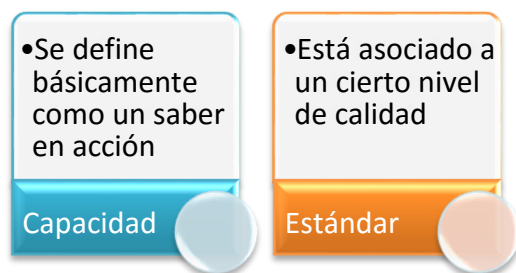 •Se define
básicamente
como un saber
en acción
Capacidad
•Está asociado a
un cierto nivel
de calidad
Estándar